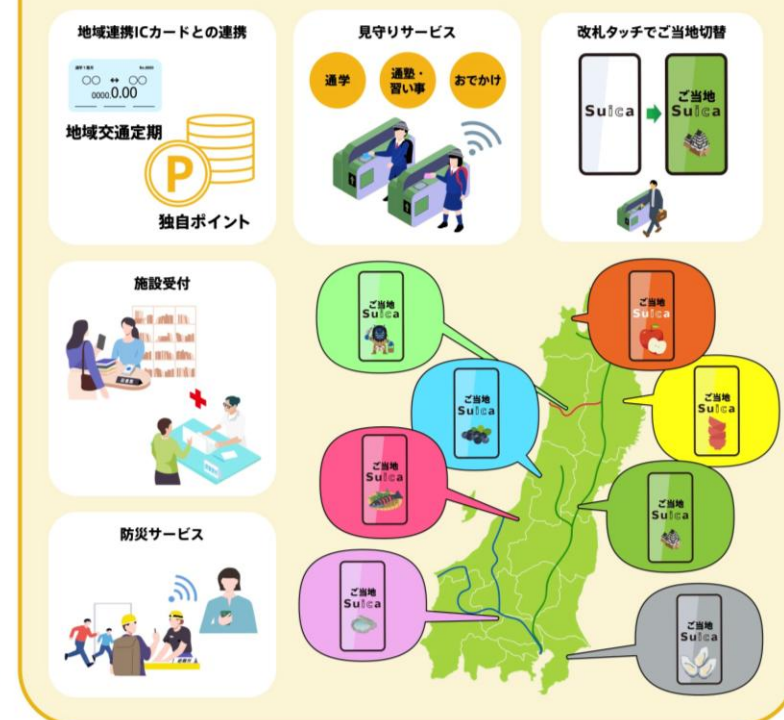 地域連携ICカードとの連携
0000.0.00
地域交通定期
P
独自ポイント
見守りサービス
通学
通塾・
習い事
おでかけ
改札タッチでご当地切替
Suica
ご当地
Suica
施設受付
防災サービス
ご当地
Suica
ご当地
Suica
ご当地
Suica
ご当地
Suica
ご当地
Suica
ご当地
Suica
ご当地
Suica
ご当地
Suica